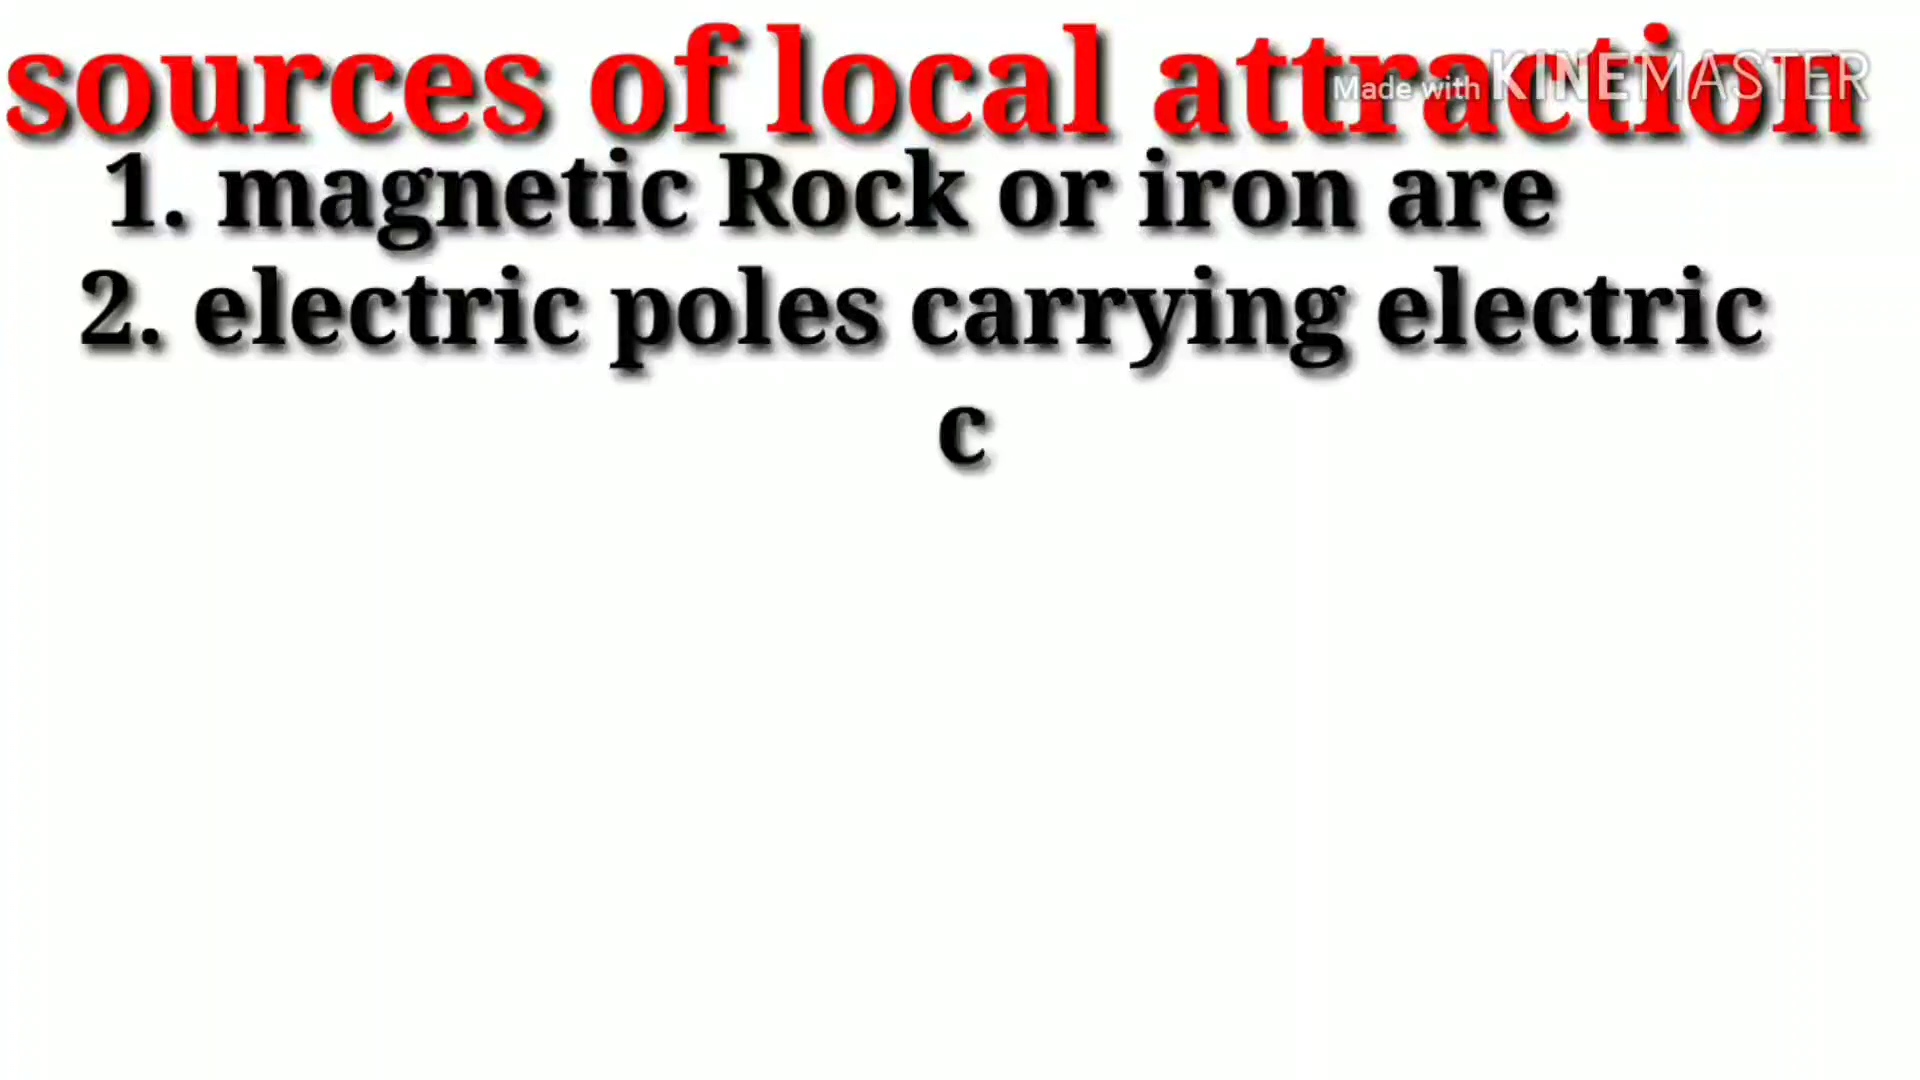 sources of local attraction
Made with KINEMASTER
1. magnetic Rock or iron are
2. electric poles carrying electric
c